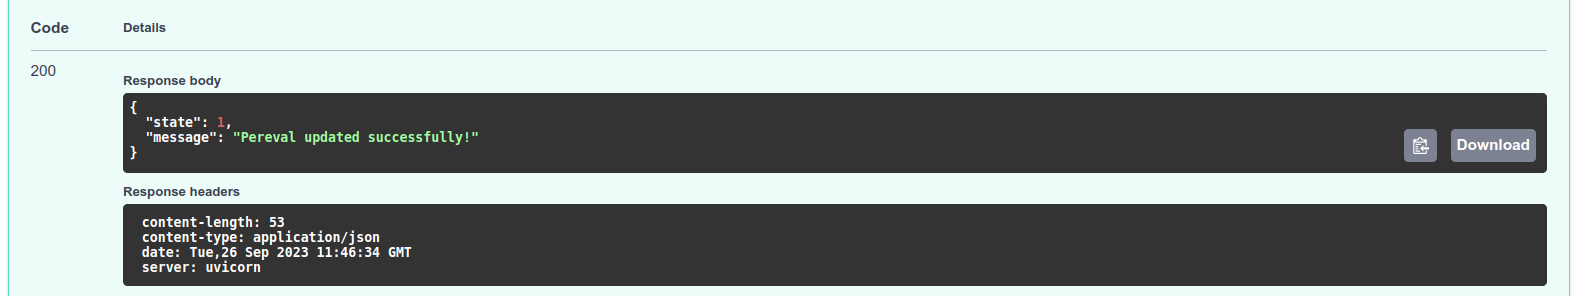 Code Details
200
Response body
{
"state": 1,
"message": "Pereval updated successfully!"
}
Download
Response headers
content-length: 53
content-type: application/json
date: Tue,26 Sep 2023 11:46:34 GMT
server: uvicorn